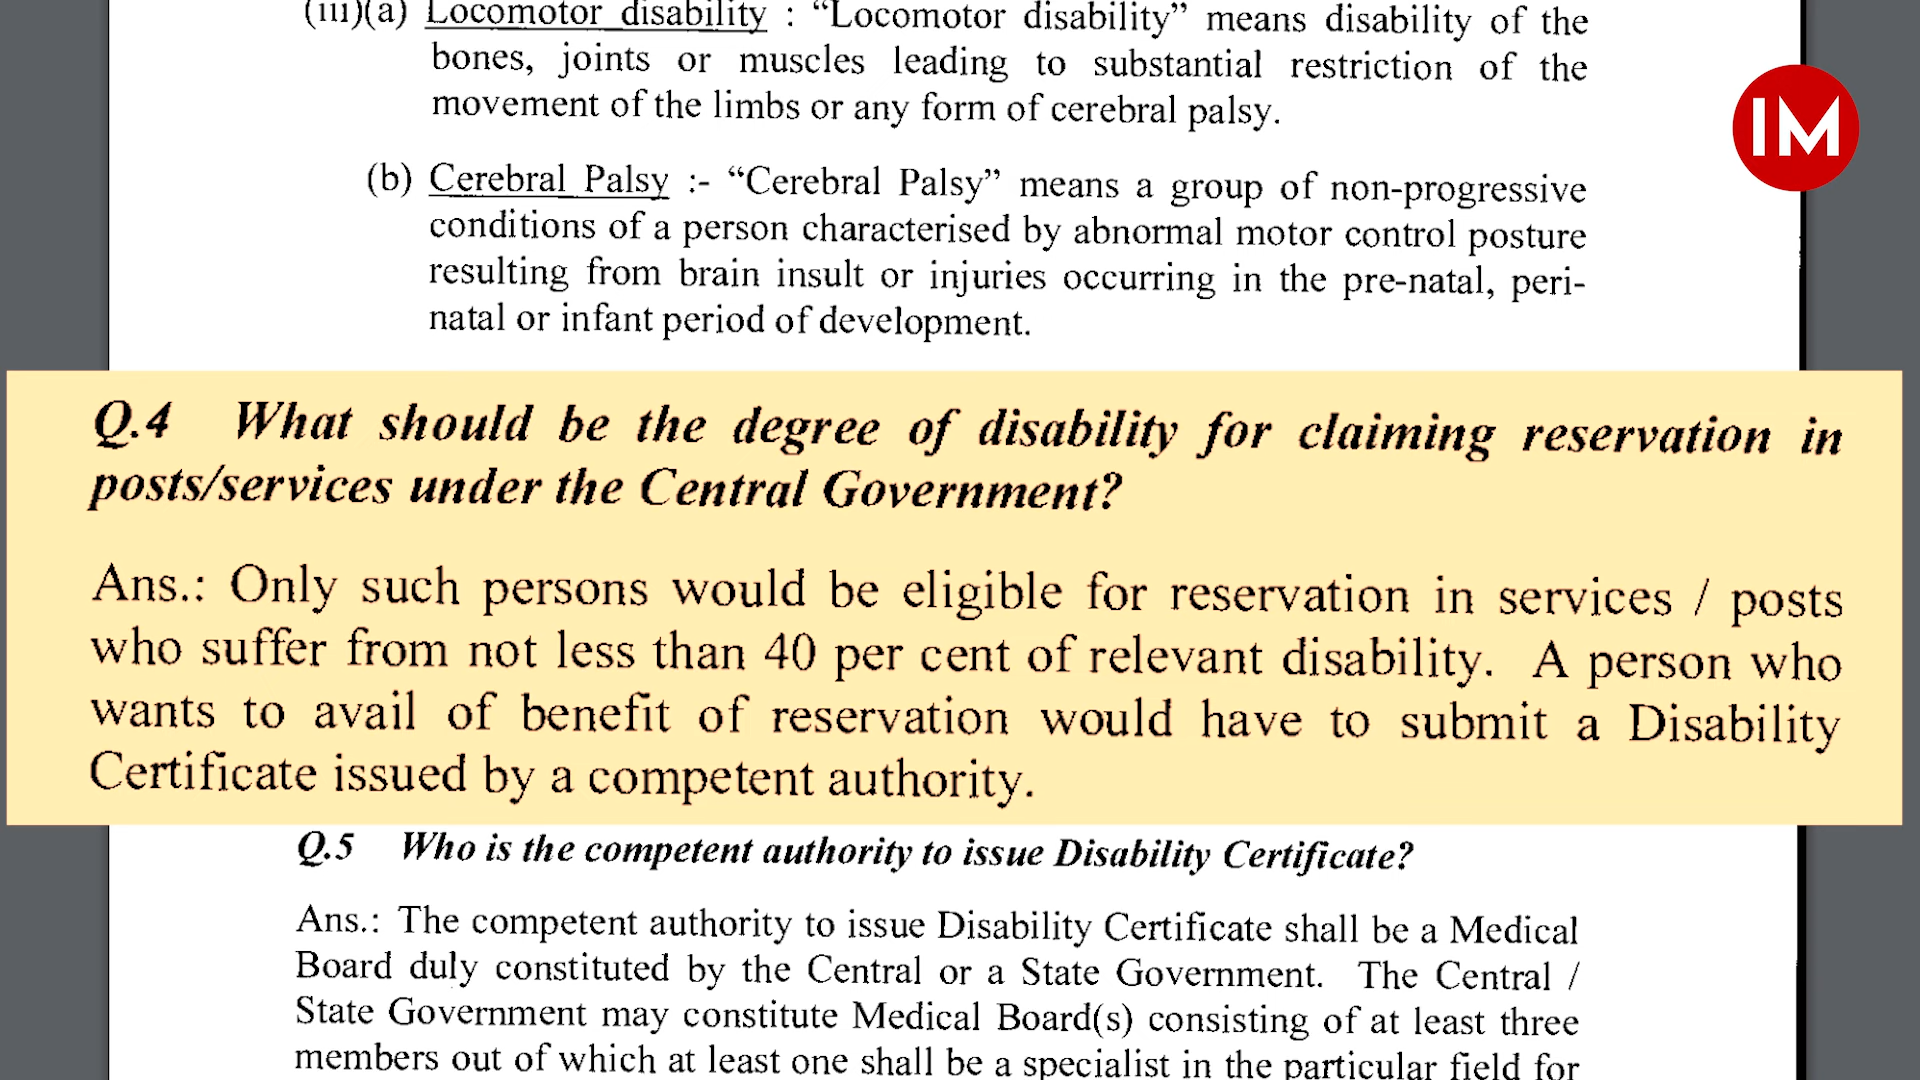 (iii)(a) Locomotor disability : “Locomotor disability” means disability of the
bones, joints or muscles leading to substantial restriction of the
movement of the limbs or any form of cerebral palsy.
IM
(b) Cerebral Palsy :- “Cerebral Palsy” means a group of non-progressive
conditions of a person characterised by abnormal motor control posture
resulting from brain insult or injuries occurring in the pre-natal, peri-
natal or infant period of development.
Q.4 What should be the degree of disability for claiming reservation in
posts/services under the Central Government?
Ans.: Only such persons would be eligible for reservation in services / posts
who suffer from not less than 40 per cent of relevant disability. A person who
wants to avail of benefit of reservation would have to submit a Disability
Certificate issued by a competent authority.
Q.5 Who is the competent authority to issue Disability Certificate?
Ans.: The competent authority to issue Disability Certificate shall be a Medical
Board duly constituted by the Central or a State Government. The Central /
State Government may constitute Medical Board(s) consisting of at least three
members out of which at least one shall be a specialist in the particular field for